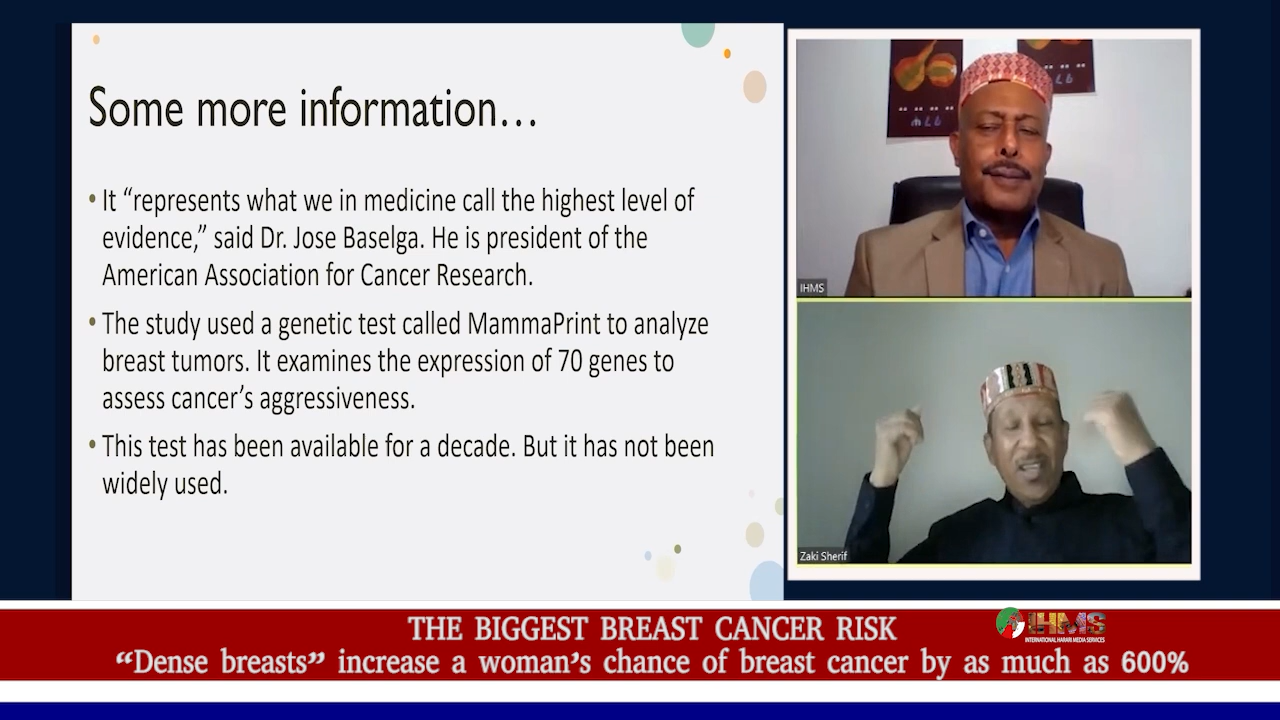 Some more information…
• It “represents what we in medicine call the highest level of
evidence,” said Dr. Jose Baselga. He is president of the
American Association for Cancer Research.
• The study used a genetic test called MammaPrint to analyze
breast tumors. It examines the expression of 70 genes to
assess cancer’s aggressiveness.
• This test has been available for a decade. But it has not been
widely used.
IHMS
Zaki Sherif
THE BIGGEST BREAST CANCER RISK
IHMS
INTERNATIONAL HARARI MEDIA SERVICES
“Dense breasts” increase a woman’s chance of breast cancer by as much as 600%